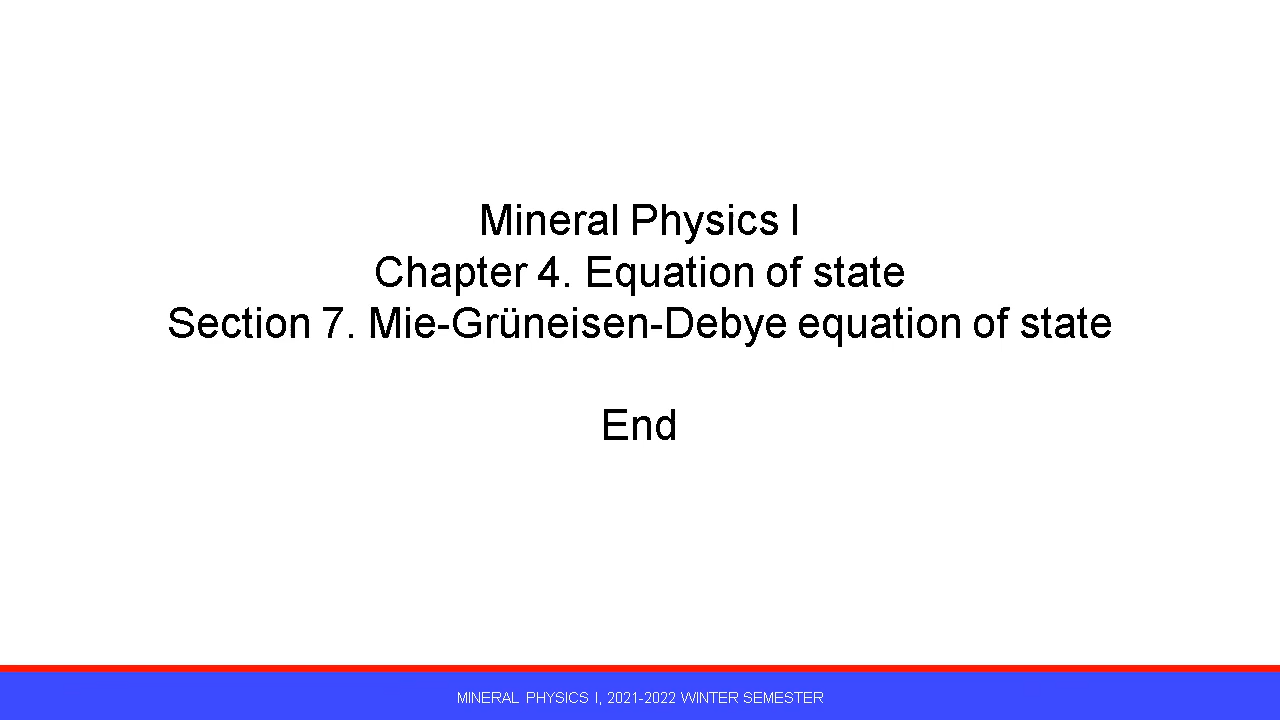 Mineral Physics I
Chapter 4. Equation of state
Section 7. Mie-Grüneisen-Debye equation of state
End
MINERAL PHYSICS I, 2021-2022 WINTER SEMESTER